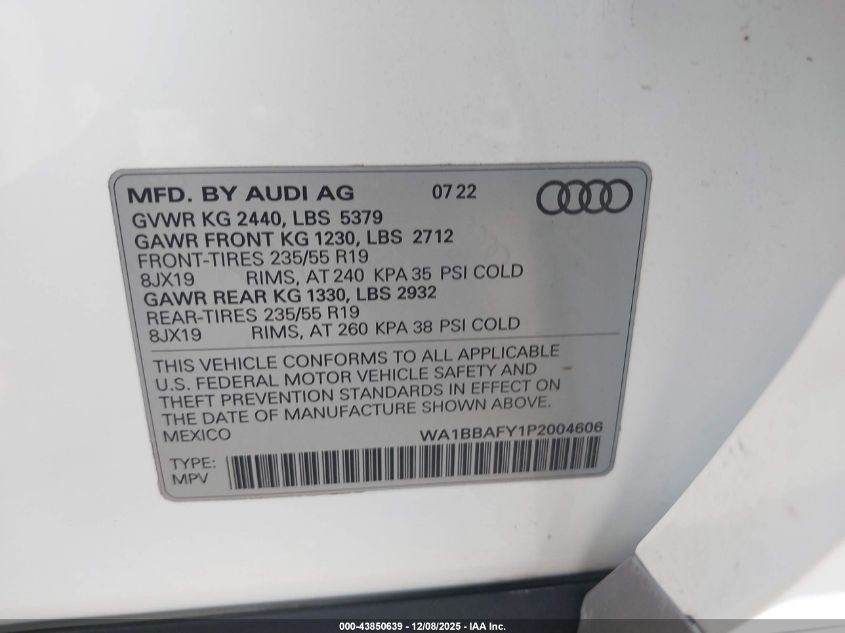 MFD. BY AUDI AG 07 22
GVWR KG 2440, LBS 5379
GAWR FRONT KG 1230, LBS 2712
FRONT-TIRES 235/55 R19
8JX19 RIMS, AT 240 KPA 35 PSI COLD
GAWR REAR KG 1330, LBS 2932
REAR-TIRES 235/55 R19
8JX19 RIMS, AT 260 KPA 38 PSI COLD
THIS VEHICLE CONFORMS TO ALL APPLICABLE
U.S. FEDERAL MOTOR VEHICLE SAFETY AND
THEFT PREVENTION STANDARDS IN EFFECT ON
THE DATE OF MANUFACTURE SHOWN ABOVE.
MEXICO WA1BBAFY1P2004606
TYPE:
MPV
000-43850639 - 12/08/2025 - IAA Inc.